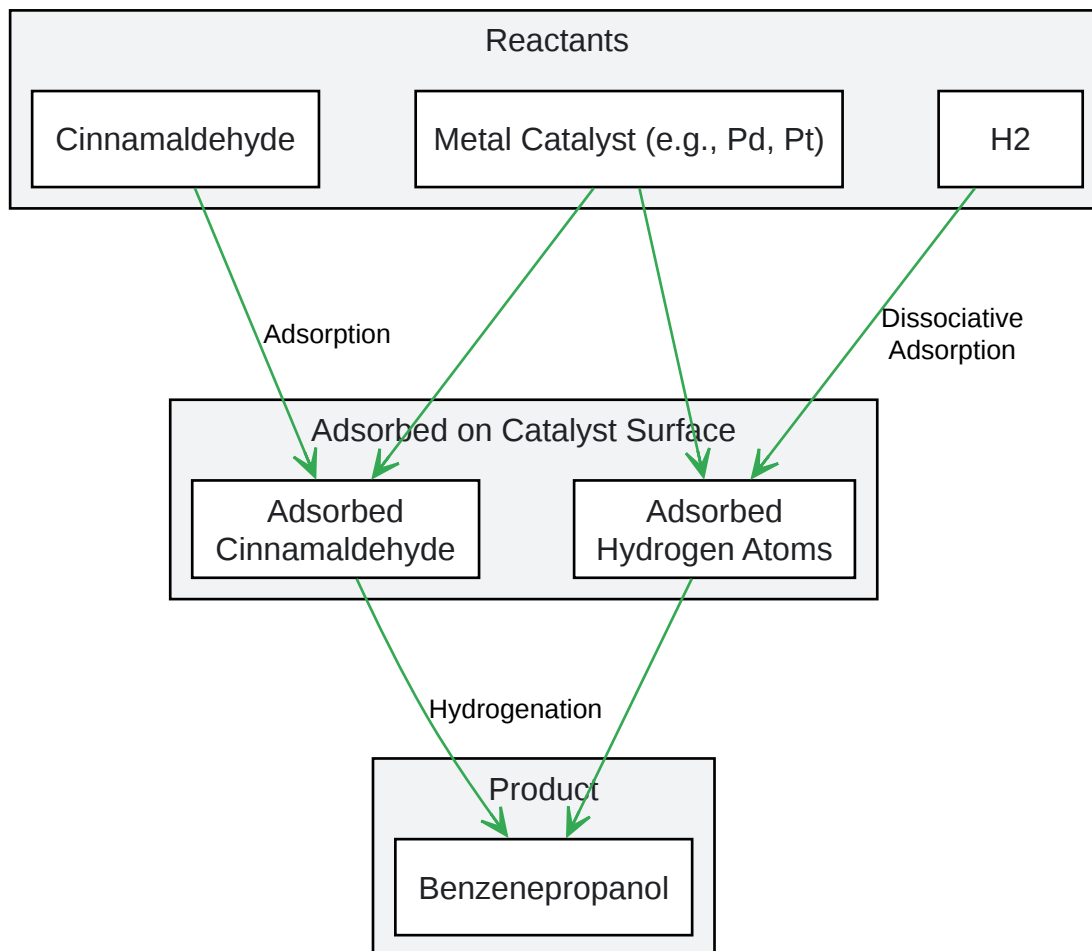 Reactants
Cinnamaldehyde
Metal Catalyst (e.g., Pd, Pt)
H2
Adsorption
Dissociative
Adsorption
Adsorbed on Catalyst Surface
Adsorbed
Cinnamaldehyde
Adsorbed
Hydrogen Atoms
Hydrogenation
Product
Benzenepropanol